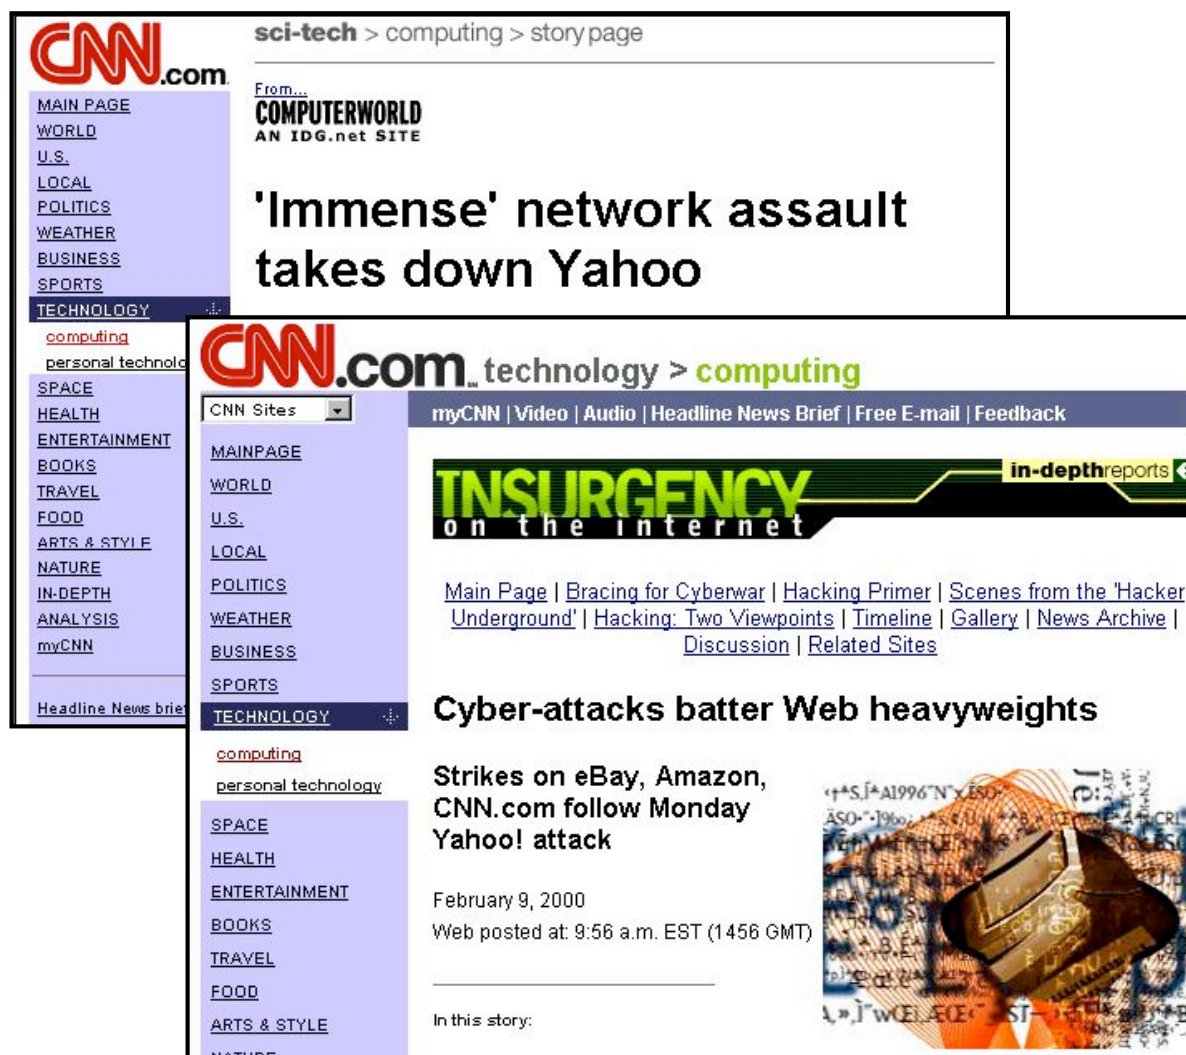 CNN.com
sci-tech > computing > story page
From...
COMPUTERWORLD
AN IDG.net SITE
'Immense' network assault
takes down Yahoo
MAIN PAGE
WORLD
U.S.
LOCAL
POLITICS
WEATHER
BUSINESS
SPORTS
TECHNOLOGY
computing
personal technolo
SPACE
HEALTH
ENTERTAINMENT
BOOKS
TRAVEL
FOOD
ARTS & STYLE
NATURE
IN-DEPTH
ANALYSIS
myCNN
Headline News brie
CNN.com technology > computing
CNN Sites
myCNN | Video | Audio | Headline News Brief | Free E-mail | Feedback
MAINPAGE
WORLD
U.S.
LOCAL
POLITICS
WEATHER
BUSINESS
SPORTS
TECHNOLOGY
computing
personal technology
SPACE
HEALTH
ENTERTAINMENT
BOOKS
TRAVEL
FOOD
ARTS & STYLE
NATURE
INSURGENCY
on the internet
in-depthreports
Main Page | Bracing for Cyberwar | Hacking Primer | Scenes from the 'Hacker
Underground' | Hacking: Two Viewpoints | Timeline | Gallery | News Archive |
Discussion | Related Sites
Cyber-attacks batter Web heavyweights
Strikes on eBay, Amazon,
CNN.com follow Monday
Yahoo! attack
February 9, 2000
Web posted at: 9:56 a.m. EST (1456 GMT)
In this story: